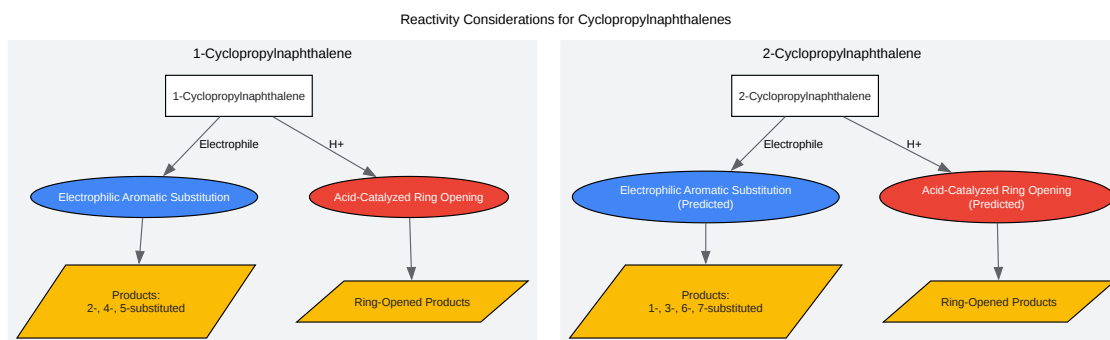 Reactivity Considerations for Cyclopropylnaphthalenes
1-Cyclopropylnaphthalene
1-Cyclopropylnaphthalene
Electrophile
H+
Electrophilic Aromatic Substitution
Acid-Catalyzed Ring Opening
Products:
2-, 4-, 5-substituted
Ring-Opened Products
2-Cyclopropylnaphthalene
2-Cyclopropylnaphthalene
Electrophile
H+
Electrophilic Aromatic Substitution
(Predicted)
Acid-Catalyzed Ring Opening
(Predicted)
Products:
1-, 3-, 6-, 7-substituted
Ring-Opened Products